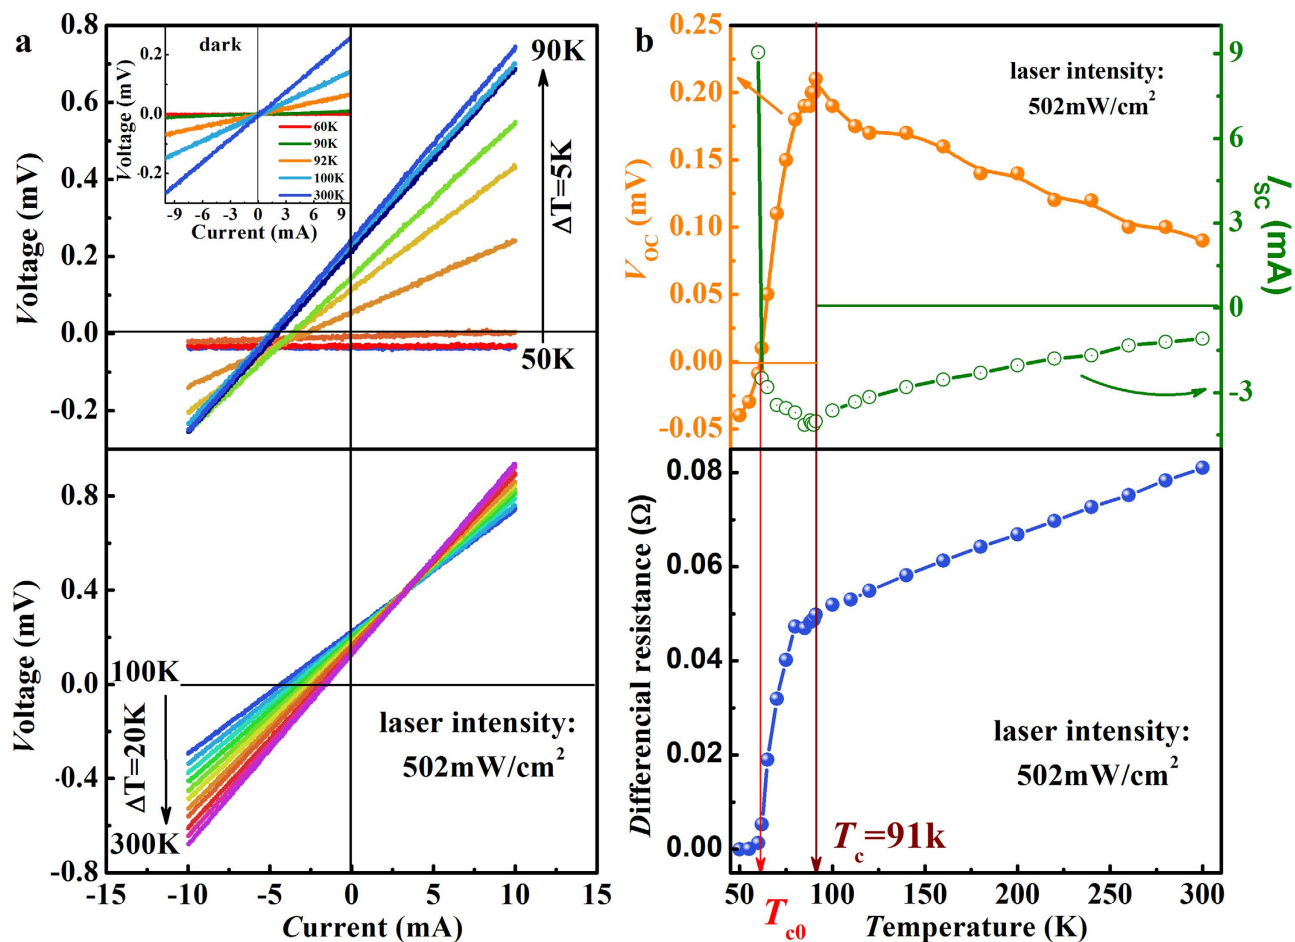 a
0.8
0.6
0.4
0.2
0.0
-0.2
Voltage (mV)
dark
0.2
0.0
-0.2
Voltage (mV)
60K
90K
92K
100K
300K
-9 -6 -3 0 3 6 9
Current (mA)
90K
ΔT=5K
50K
0.8
0.4
0.0
-0.4
-0.8
Voltage (mV)
100K
ΔT=20K
300K
laser intensity:
502mW/cm2
-15 -10 -5 0 5 10 15
Current (mA)
b
0.25
0.20
0.15
0.10
0.05
0.00
-0.05
VOC (mV)
laser intensity:
502mW/cm2
9
6
3
0
-3
ISC (mA)
0.08
0.06
0.04
0.02
0.00
Differencial resistance (Ω)
laser intensity:
502mW/cm2
Tc=91k
50 100 150 200 250 300
Tc0
Temperature (K)